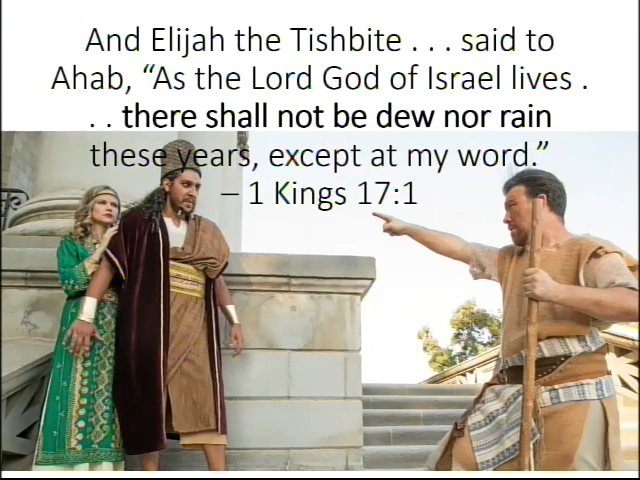 And Elijah the Tishbite . . . said to
Ahab, “As the Lord God of Israel lives .
. . there shall not be dew nor rain
these years, except at my word.”
– 1 Kings 17:1